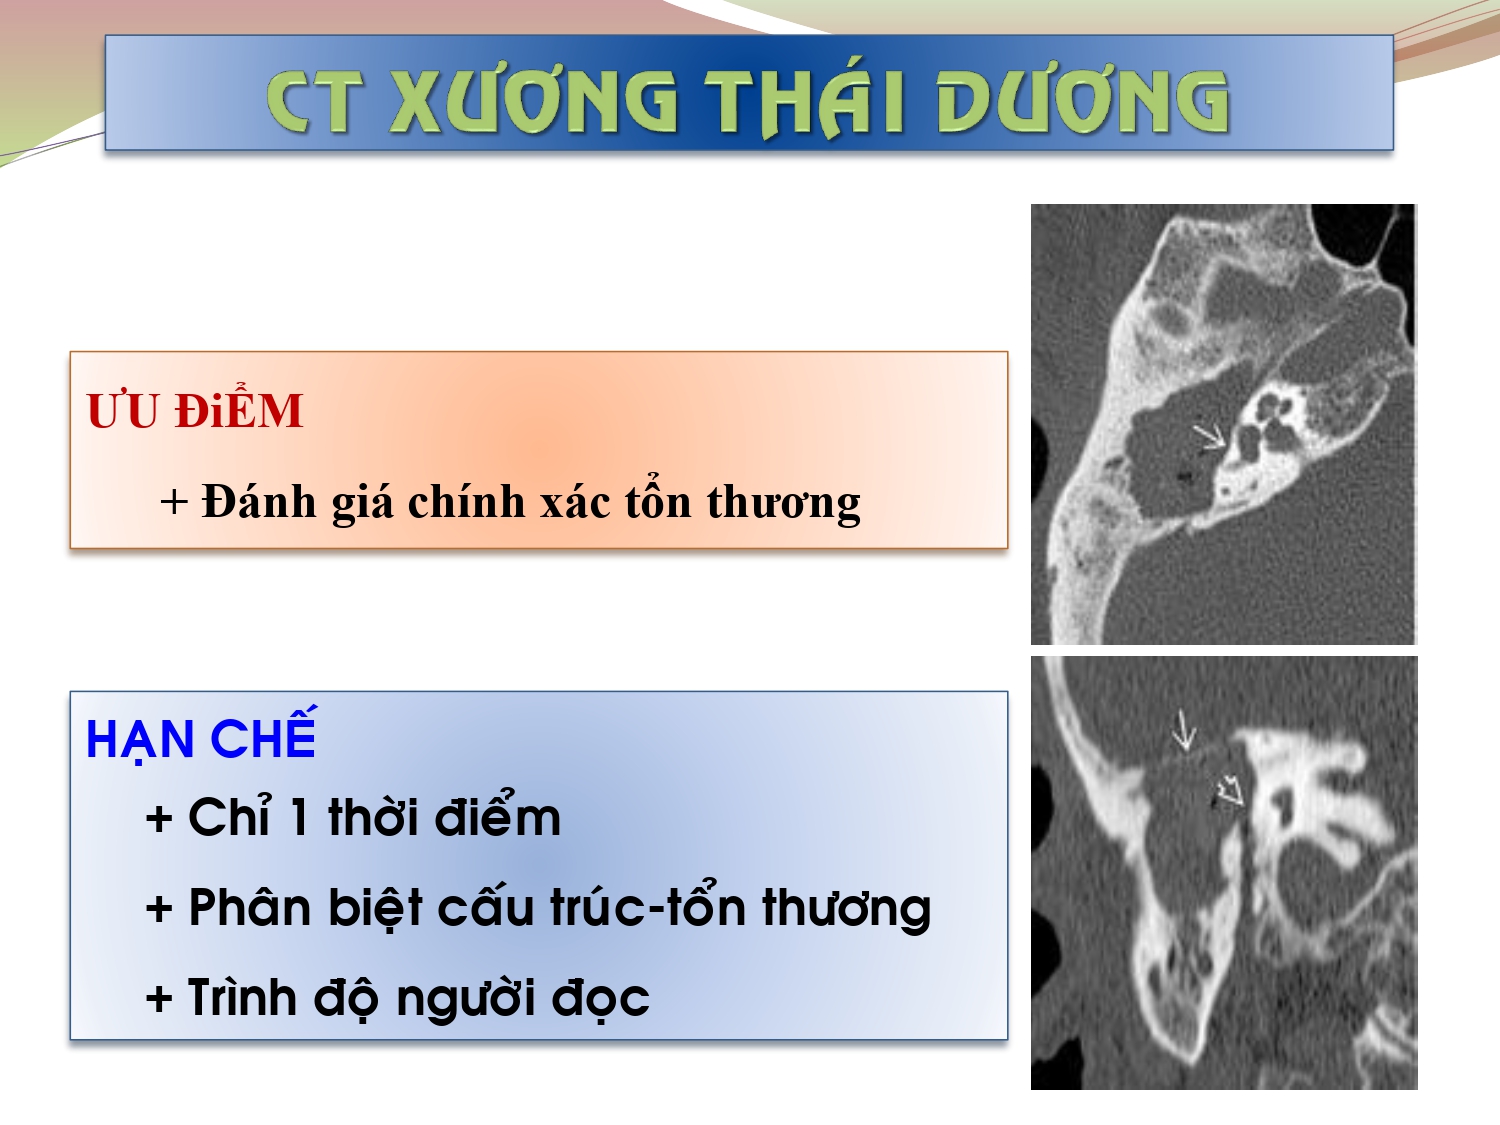 CT XƯƠNG THÁI DƯƠNG
ƯU ĐiỂM
+ Đánh giá chính xác tổn thương
HẠN CHẾ
+ Chỉ 1 thời điểm
+ Phân biệt cấu trúc-tổn thương
+ Trình độ người đọc